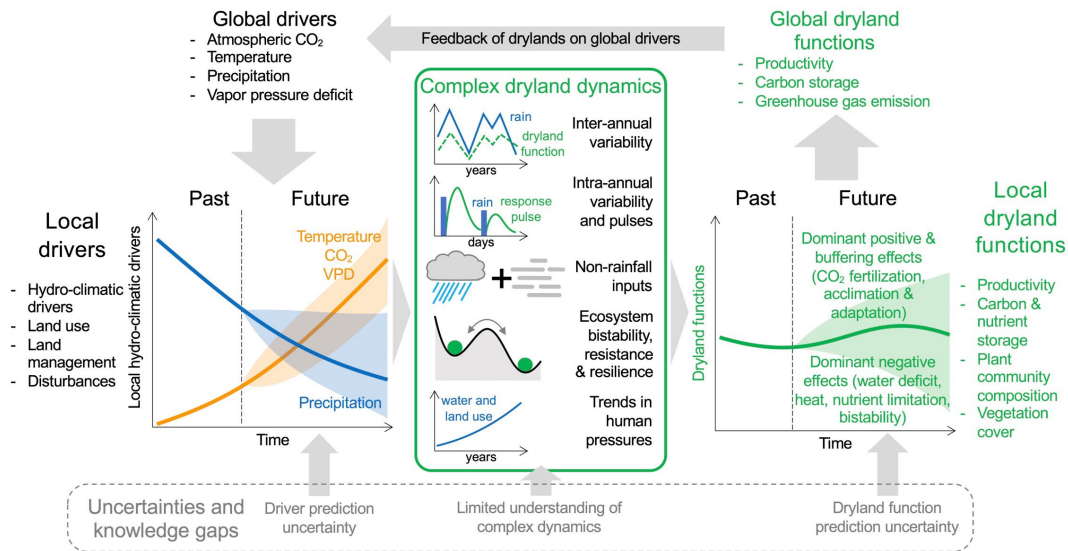 Global drivers
- Atmospheric CO₂
- Temperature
- Precipitation
- Vapor pressure deficit
Feedback of drylands on global drivers
Global dryland
functions
- Productivity
- Carbon storage
- Greenhouse gas emission
Local
drivers
- Hydro-climatic
drivers
- Land use
- Land
management
- Disturbances
Past
Future
Local hydro-climatic drivers
Temperature
CO₂
VPD
Precipitation
Time
Complex dryland dynamics
rain
dryland
function
years
Inter-annual
variability
rain
response
pulse
days
Intra-annual
variability
and pulses
Non-rainfall
inputs
Ecosystem
bistability,
resistance
& resilience
water and
land use
years
Trends in
human
pressures
Past
Future
Dryland functions
Dominant positive &
buffering effects
(CO₂ fertilization,
acclimation &
adaptation)
Dominant negative
effects (water deficit,
heat, nutrient limitation,
bistability)
Time
Local
dryland
functions
- Productivity
- Carbon &
nutrient
storage
- Plant
community
composition
- Vegetation
cover
Uncertainties and
knowledge gaps
Driver prediction
uncertainty
Limited understanding of
complex dynamics
Dryland function
prediction uncertainty